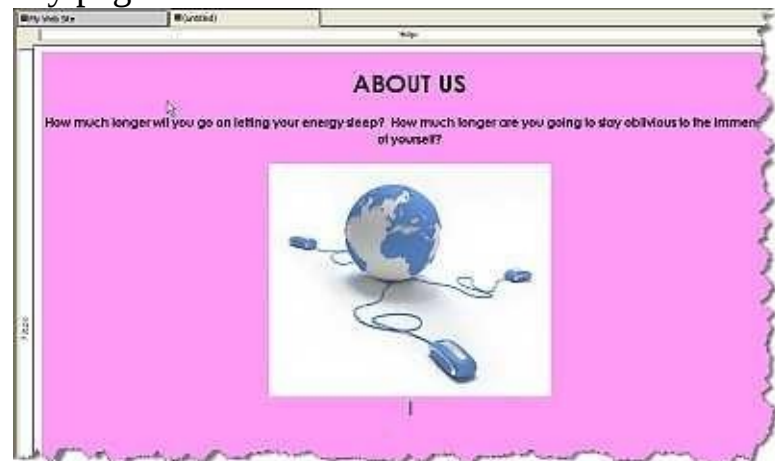 My Web Site (untitled)
ABOUT US
How much longer will you go on letting your energy sleep? How much longer are you going to stay oblivious to the immen
of yourself?